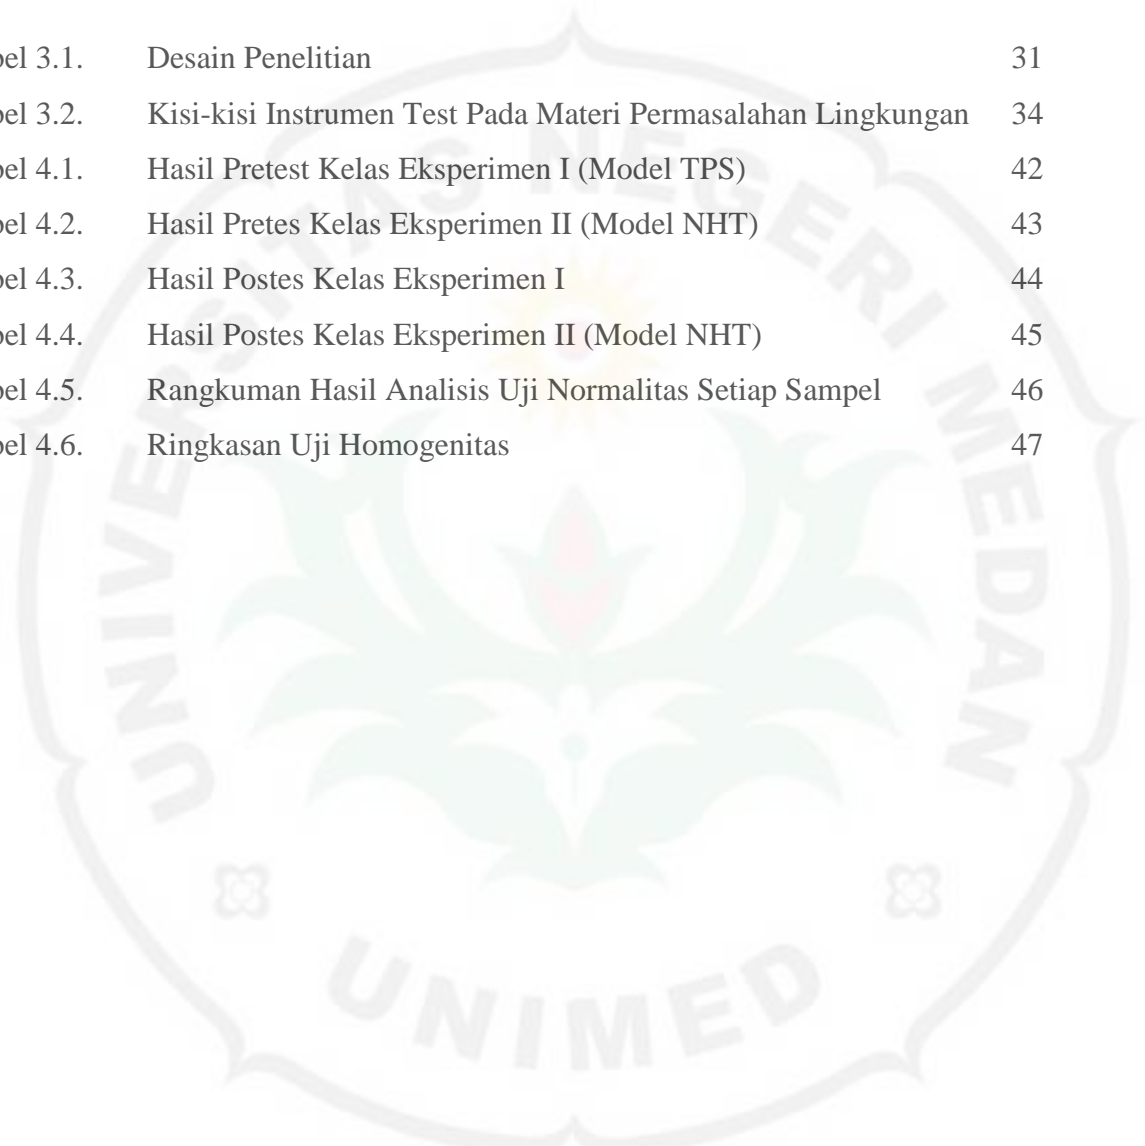 bel 3.1. Desain Penelitian 31
bel 3.2. Kisi-kisi Instrumen Test Pada Materi Permasalahan Lingkungan 34
bel 4.1. Hasil Pretest Kelas Eksperimen I (Model TPS) 42
bel 4.2. Hasil Pretes Kelas Eksperimen II (Model NHT) 43
bel 4.3. Hasil Postes Kelas Eksperimen I 44
bel 4.4. Hasil Postes Kelas Eksperimen II (Model NHT) 45
bel 4.5. Rangkuman Hasil Analisis Uji Normalitas Setiap Sampel 46
bel 4.6. Ringkasan Uji Homogenitas 47
UNIVERSITAS NEGERI MEDAN
UNIMED